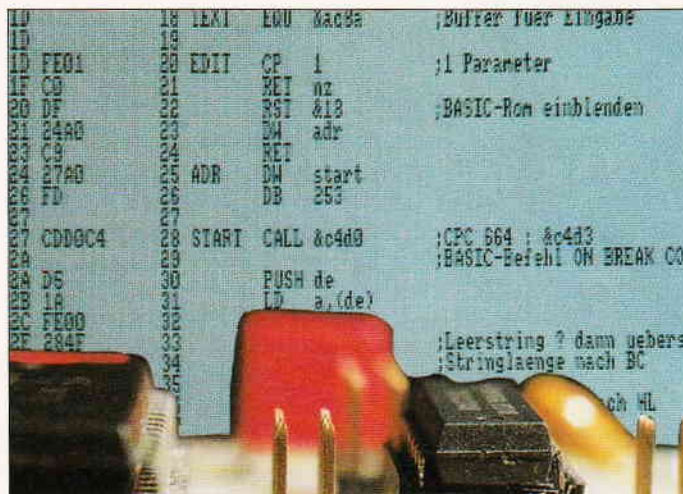 1D 18 TEXT EQU &ac8a ;Buffer fuer Eingabe
1D 19
1D FE01 20 EDIT CP 1 ;1 Parameter
1F C0 21 RET nz
20 DF 22 RST &18 ;BASIC-Rom einblenden
21 24A0 23 DW adr
23 C9 24 RET
24 27A0 25 ADR DW start
26 FD 26 DB 253
27 27
27 CDD0C4 28 START CALL &c4d0 ;CPC 664 : &c4d3
2A 29 ;BASIC-Befehl ON BREAK CO
2A D5 30 PUSH de
2B 1A 31 LD a,(de)
2C FE00 32
2E 284F 33 ;Leerstring ? dann uebers
34 ;Stringlaenge nach BC
35
ch HL